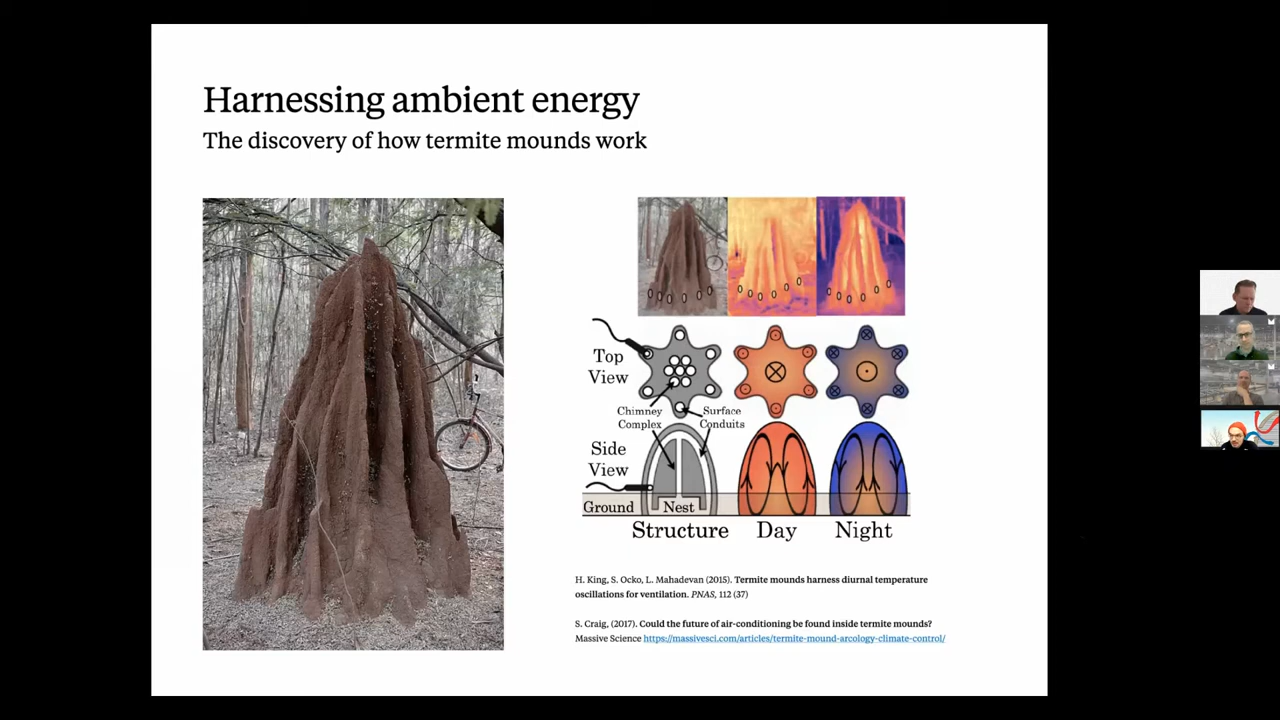 Harnessing ambient energy
The discovery of how termite mounds work
Top
View
Chimney
Complex
Surface
Conduits
Side
View
Ground
Nest
Structure
Day
Night
H. King, S. Ocko, L. Mahadevan (2015). Termite mounds harness diurnal temperature
oscillations for ventilation. PNAS, 112 (37)
S. Craig, (2017). Could the future of air-conditioning be found inside termite mounds?
Massive Science https://massivesci.com/articles/termite-mound-arcology-climate-control/